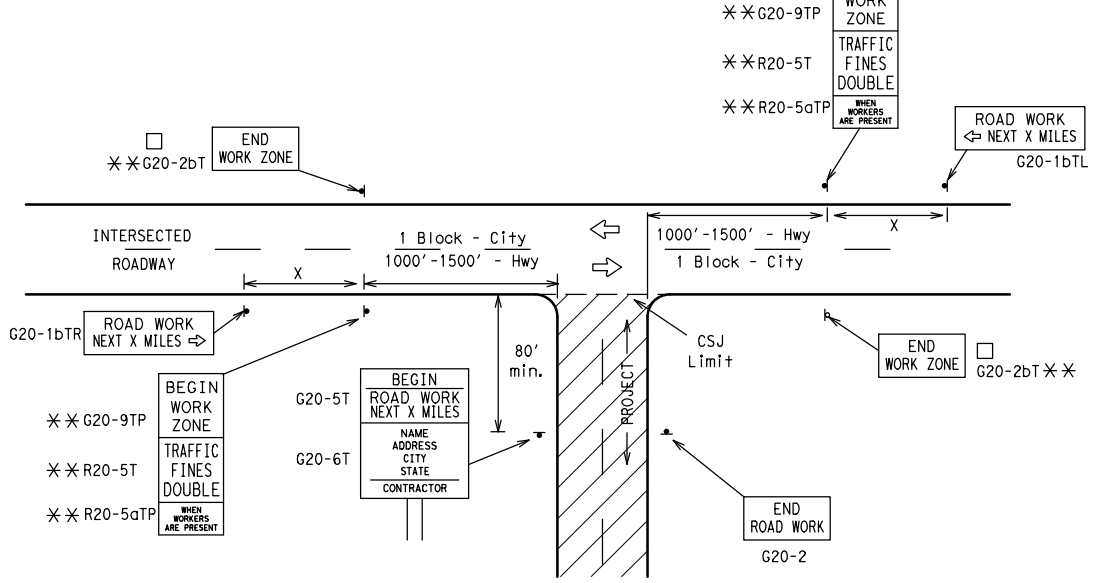 WORK
ZONE
✳✳G20-9TP
TRAFFIC
FINES
DOUBLE
✳✳R20-5T
WHEN
WORKERS
ARE PRESENT
✳✳R20-5aTP
ROAD WORK
⇦ NEXT X MILES
G20-1bTL
□
✳✳G20-2bT
END
WORK ZONE
INTERSECTED
ROADWAY
1 Block - City
1000'-1500' - Hwy
1000'-1500' - Hwy
1 Block - City
X
X
G20-1bTR
ROAD WORK
NEXT X MILES ⇨
BEGIN
WORK
ZONE
✳✳G20-9TP
TRAFFIC
FINES
DOUBLE
✳✳R20-5T
WHEN
WORKERS
ARE PRESENT
✳✳R20-5aTP
G20-5T
BEGIN
ROAD WORK
NEXT X MILES
G20-6T
NAME
ADDRESS
CITY
STATE
CONTRACTOR
80'
min.
PROJECT
CSJ
Limit
END
WORK ZONE
□
G20-2bT✳✳
END
ROAD WORK
G20-2